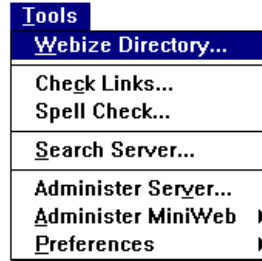 Tools
Webize Directory...
Check Links...
Spell Check...
Search Server...
Administer Server...
Administer MiniWeb
Preferences